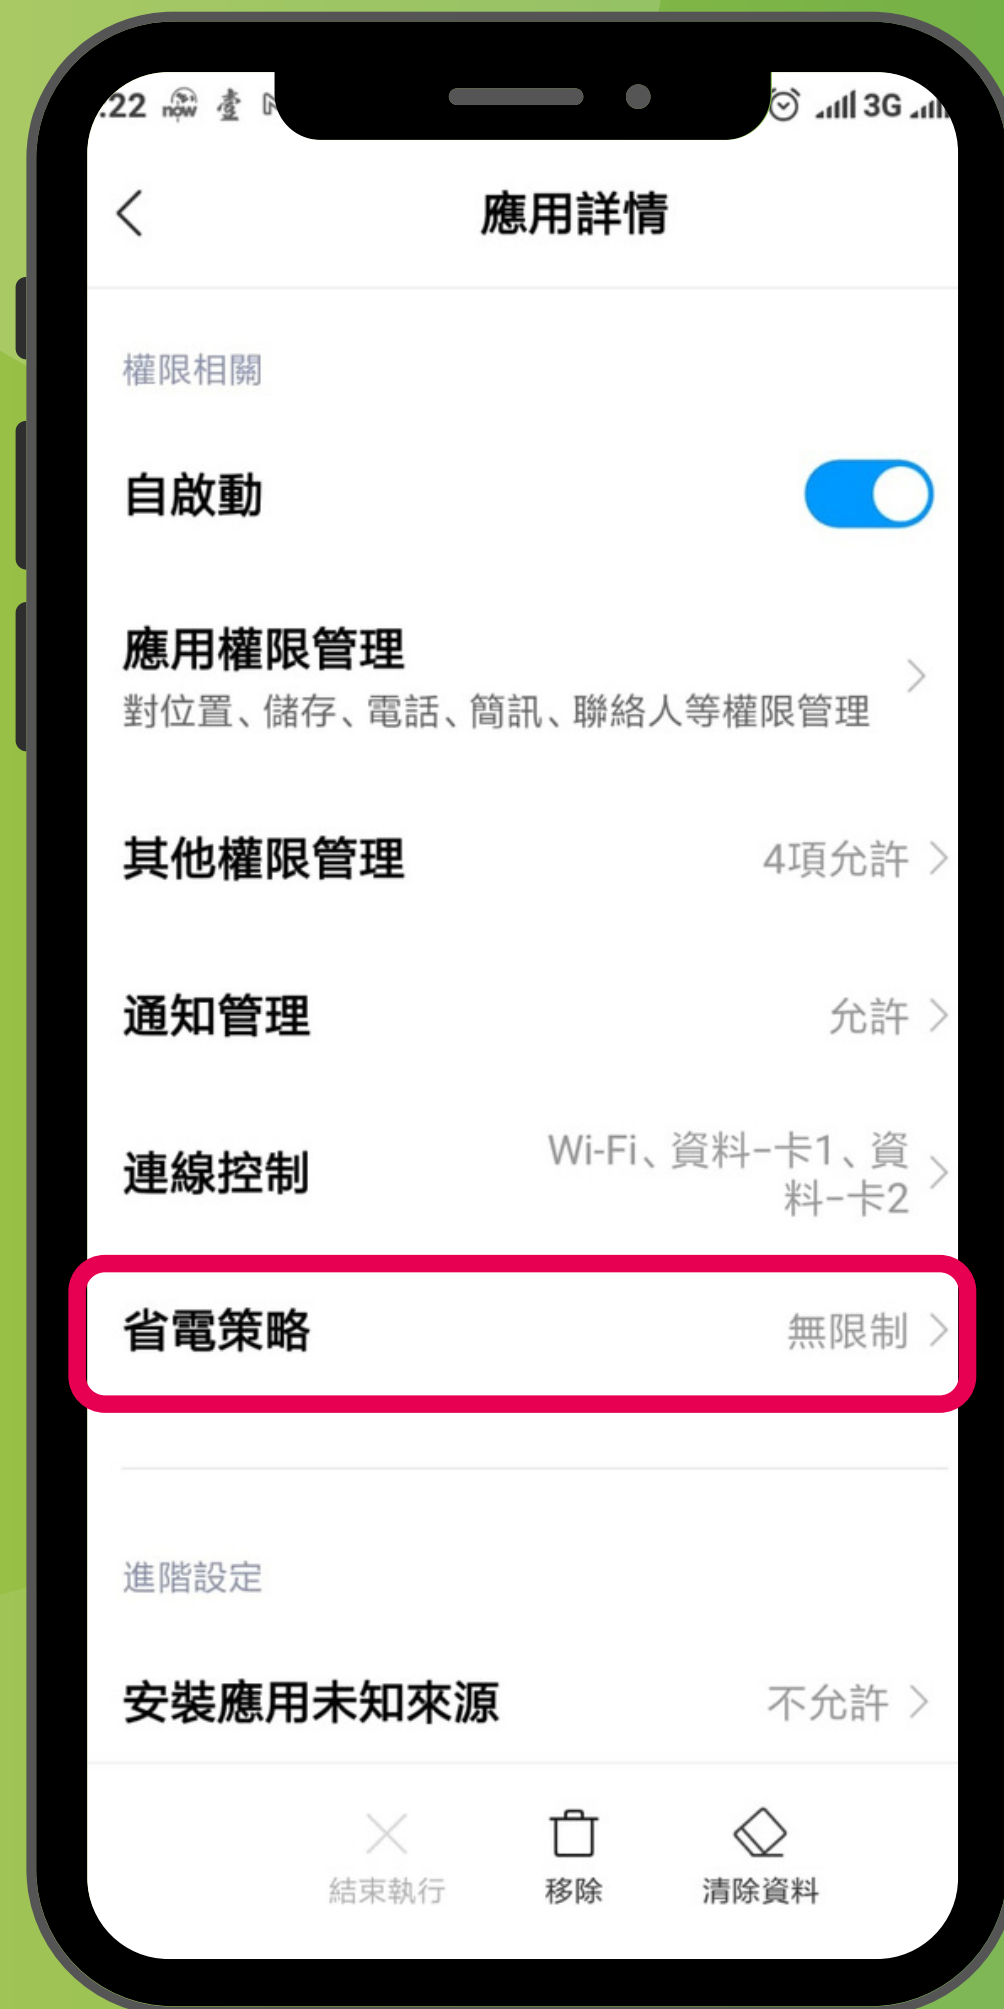 :22 now 壹
3G
應用詳情
權限相關
自啟動
應用權限管理
對位置、儲存、電話、簡訊、聯絡人等權限管理
其他權限管理 4項允許
通知管理 允許
連線控制 Wi-Fi、資料-卡1、資
料-卡2
省電策略 無限制
進階設定
安裝應用未知來源 不允許
結束執行 移除 清除資料